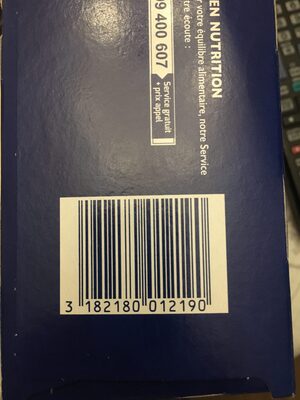 EN NUTRITION
r votre équilibre alimentaire, notre Service
tre écoute :
09 400 607
Service gratuit
+ prix appel
3 182180 012190